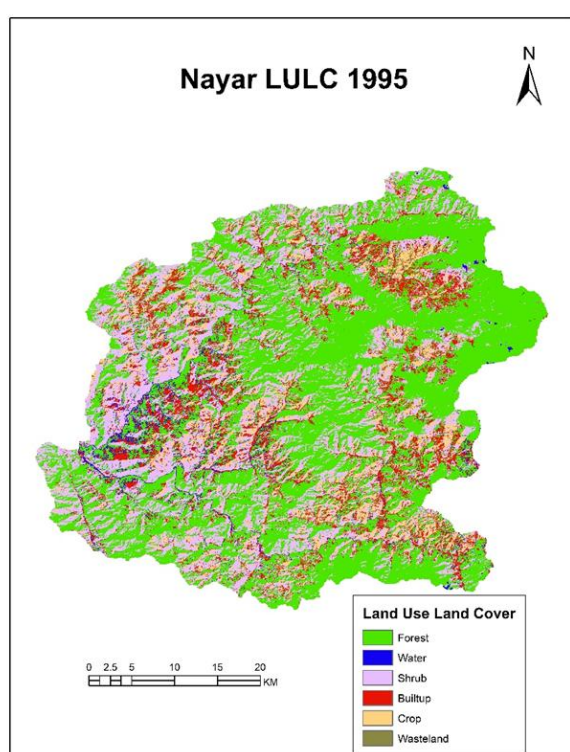 Nayar LULC 1995
N
Land Use Land Cover
Forest
Water
Shrub
Builtup
Crop
Wasteland
0 2.5 5 10 15 20
KM